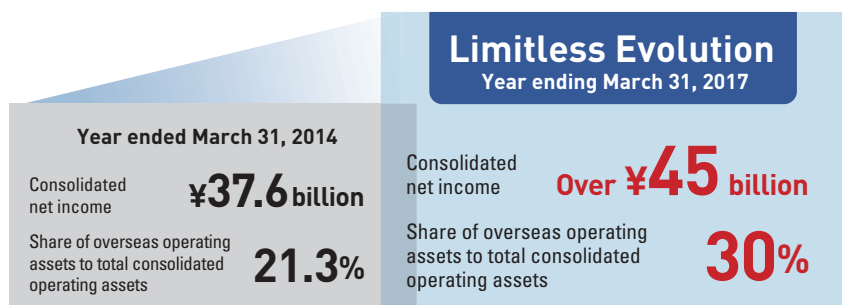 Limitless Evolution
Year ending March 31, 2017
Year ended March 31, 2014
Consolidated
net income
¥37.6 billion
Share of overseas operating
assets to total consolidated
operating assets
21.3%
Consolidated
net income
Over ¥45 billion
Share of overseas operating
assets to total consolidated
operating assets
30%